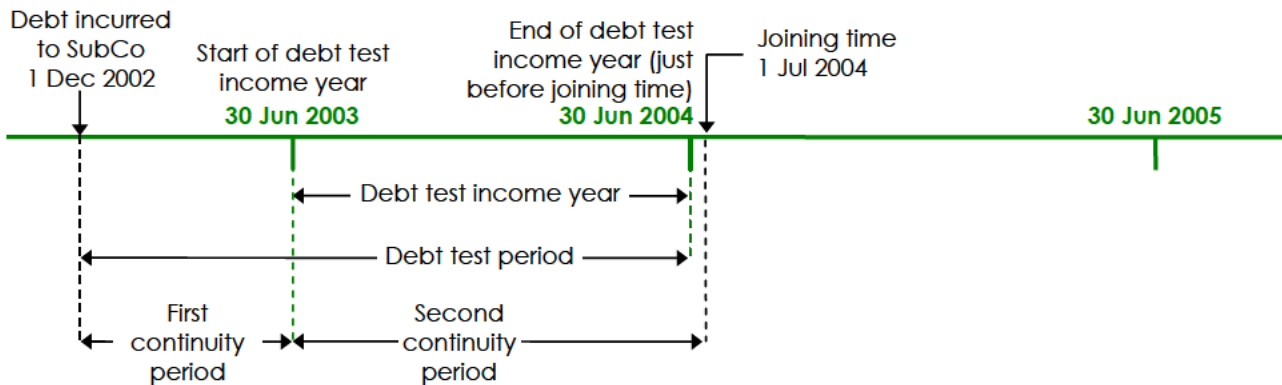 Debt incurred
to SubCo
1 Dec 2002
Start of debt test
income year
30 Jun 2003
End of debt test
income year (just
before joining time)
30 Jun 2004
Joining time
1 Jul 2004
30 Jun 2005
Debt test income year
Debt test period
First
continuity
period
Second
continuity
period